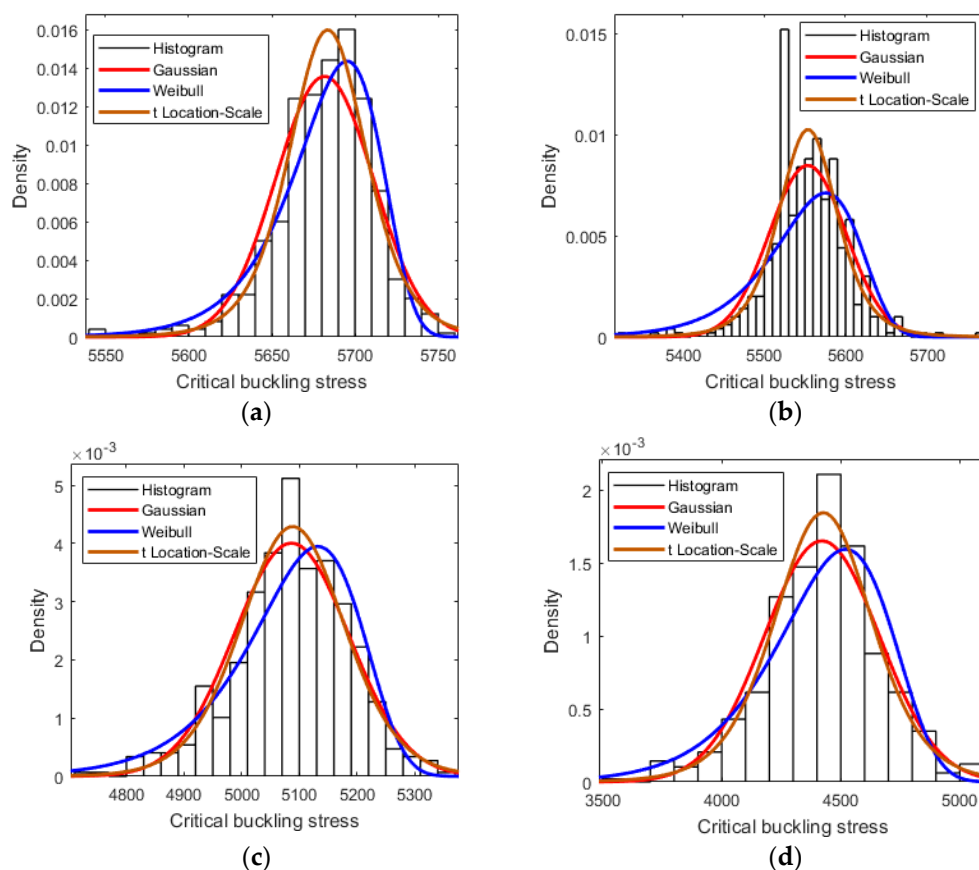 0.016
0.014
0.012
0.01
0.008
0.006
0.004
0.002
0
Density
Histogram
Gaussian
Weibull
t Location-Scale
5550
5600
5650
5700
5750
Critical buckling stress
(a)
0.015
0.01
0.005
0
Density
Histogram
Gaussian
Weibull
t Location-Scale
5400
5500
5600
5700
Critical buckling stress
(b)
× 10⁻³
5
4
3
2
1
0
Density
Histogram
Gaussian
Weibull
t Location-Scale
4800
4900
5000
5100
5200
5300
Critical buckling stress
(c)
× 10⁻³
2
1.5
1
0.5
0
Density
Histogram
Gaussian
Weibull
t Location-Scale
3500
4000
4500
5000
Critical buckling stress
(d)